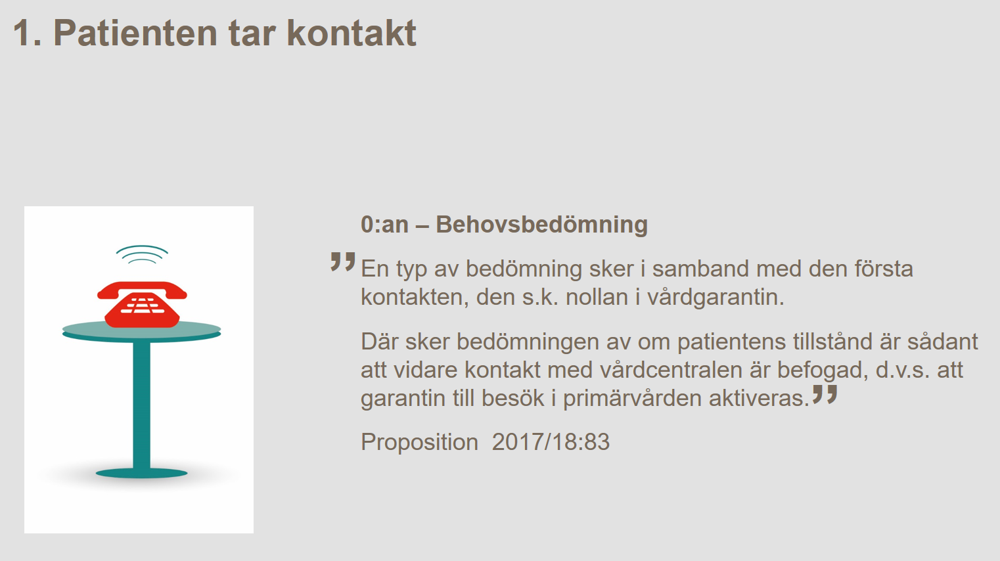 1. Patienten tar kontakt
0:an – Behovsbedömning
”En typ av bedömning sker i samband med den första
kontakten, den s.k. nollan i vårdgarantin.
Där sker bedömningen av om patientens tillstånd är sådant
att vidare kontakt med vårdcentralen är befogad, d.v.s. att
garantin till besök i primärvården aktiveras.”
Proposition  2017/18:83